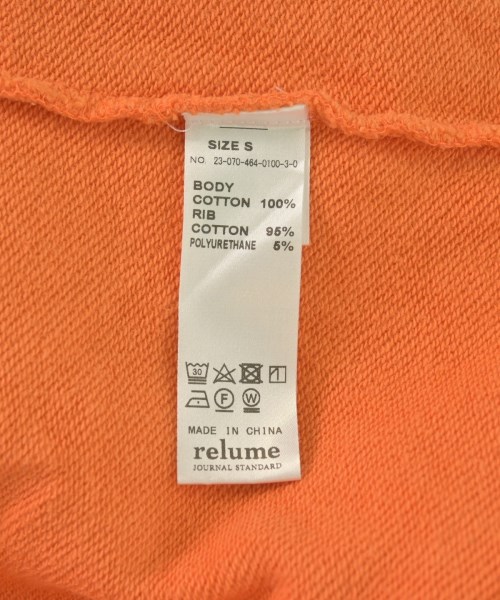 SIZE S
NO. 23-070-464-0100-3-0
BODY
COTTON 100%
RIB
COTTON 95%
POLYURETHANE 5%
30
F W
MADE IN CHINA
relume
JOURNAL STANDARD